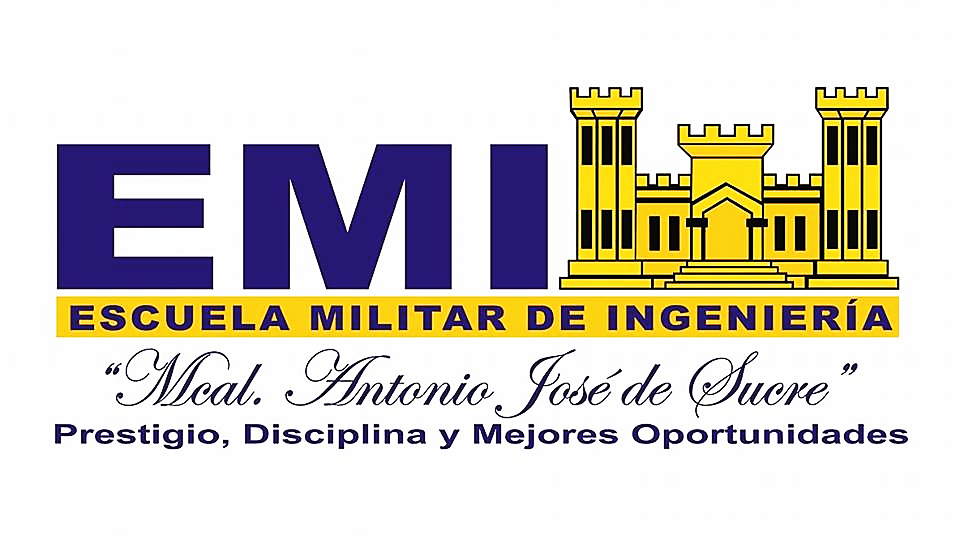 EMI
ESCUELA MILITAR DE INGENIERÍA
“Mcal. Antonio José de Sucre”
Prestigio, Disciplina y Mejores Oportunidades